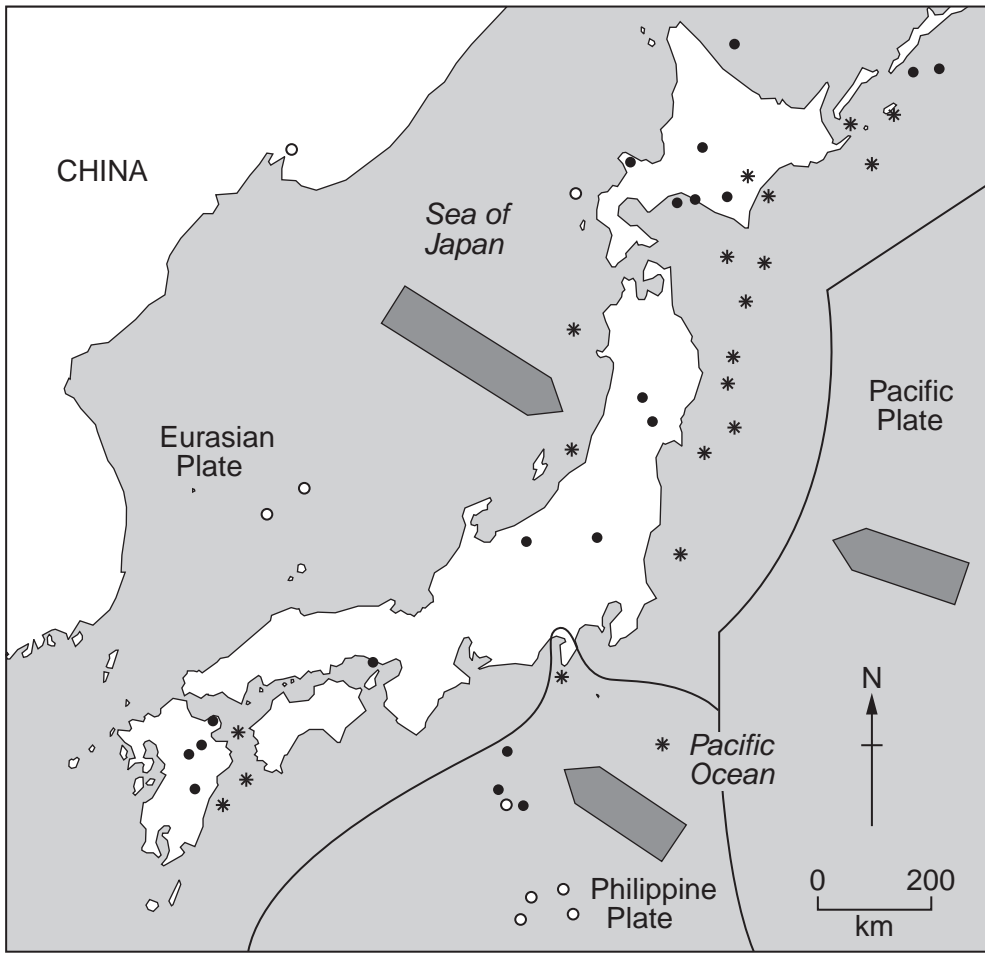 CHINA
Sea of
Japan
Pacific
Plate
Eurasian
Plate
N
Pacific
Ocean
0 200
km
Philippine
Plate